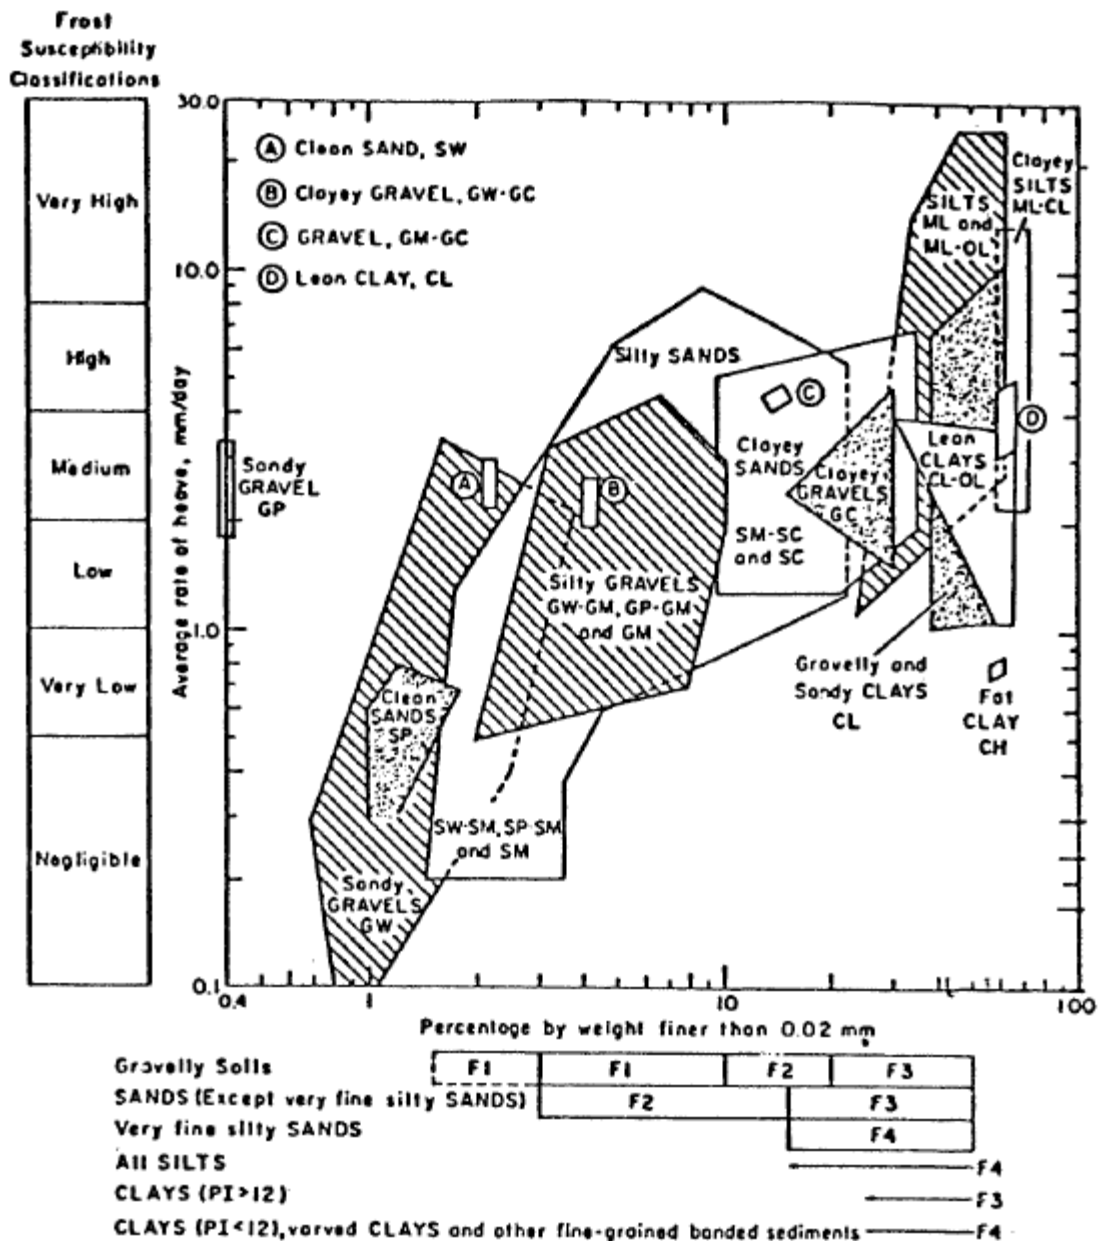 Frost
Susceptibility
Classifications
Very High
High
Medium
Low
Very Low
Negligible
Average rate of heave, mm/day
30.0
10.0
1.0
0.1
A Clean SAND, SW
B Clayey GRAVEL, GW-GC
C GRAVEL, GM-GC
D Lean CLAY, CL
SILTS
ML and
ML-OL
Clayey
SILTS
ML-CL
Silty SANDS
C
Sandy
GRAVEL
GP
A
B
Clayey
SANDS
SM-SC
and SC
Clayey
GRAVELS
GC
Lean
CLAYS
CL-OL
D
Silty GRAVELS
GW-GM, GP-GM
and GM
Clean
SANDS
SP
Gravelly and
Sandy CLAYS
CL
Fat
CLAY
CH
SW-SM, SP-SM
and SM
Sandy
GRAVELS
GW
0.4
1
10
100
Percentage by weight finer than 0.02 mm
Gravelly Soils F1 F1 F2 F3
SANDS (Except very fine silty SANDS) F2 F3
Very fine silty SANDS F4
All SILTS F4
CLAYS (PI>12) F3
CLAYS (PI<12), varved CLAYS and other fine-grained banded sediments F4